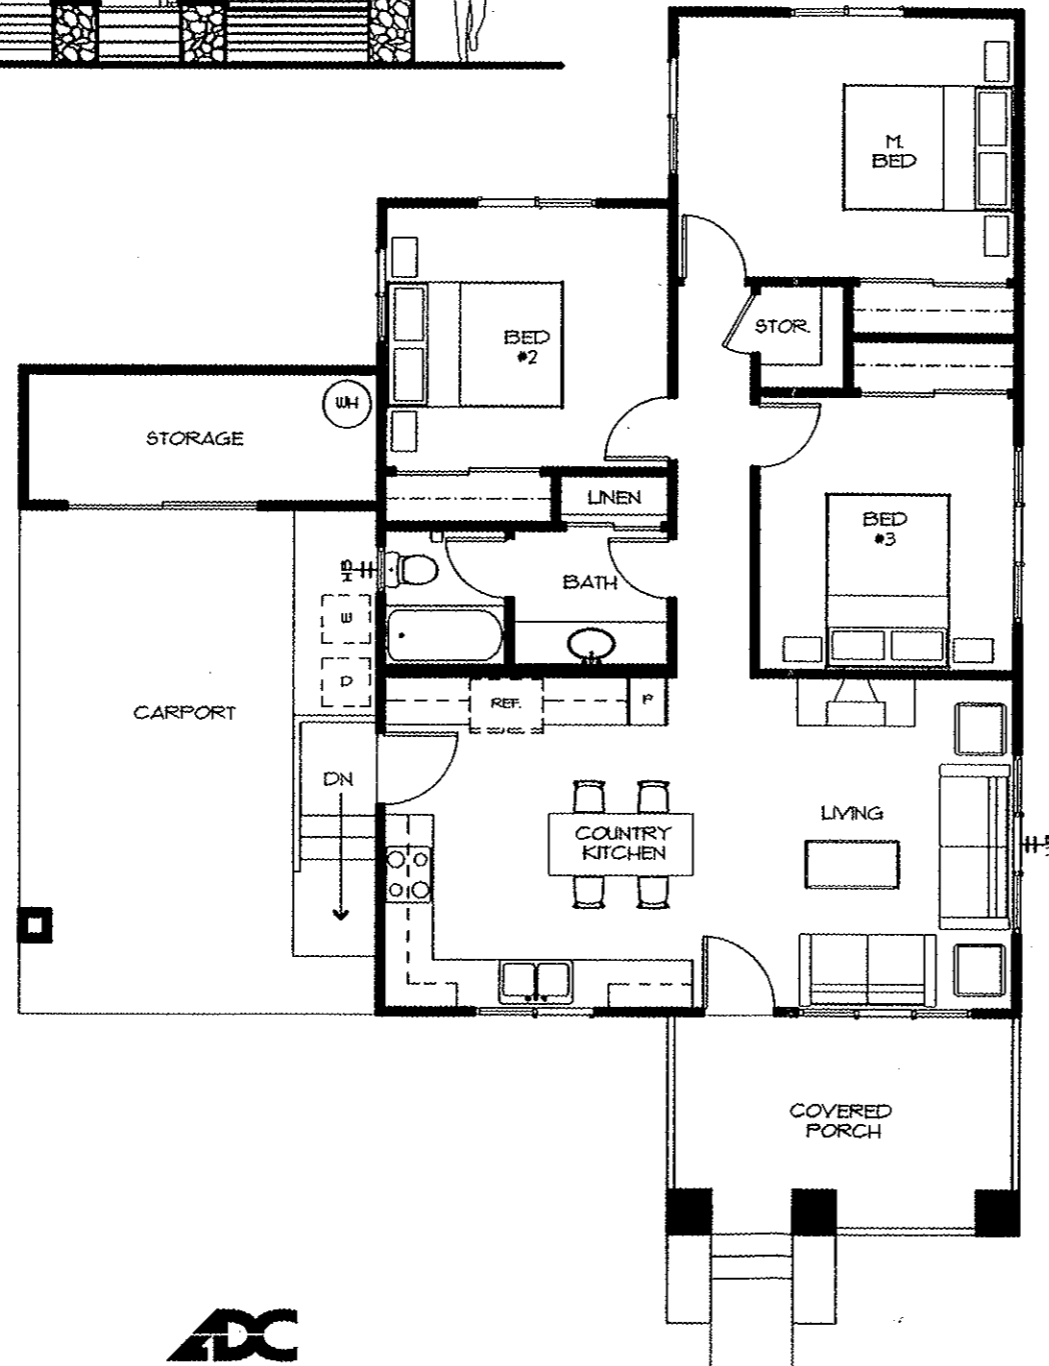 M.
BED
BED
#2
STOR.
WH
STORAGE
LINEN
BED
#3
HB
BATH
W
D
REF.
P
CARPORT
DN
LIVING
COUNTRY
KITCHEN
COVERED
PORCH
ADC